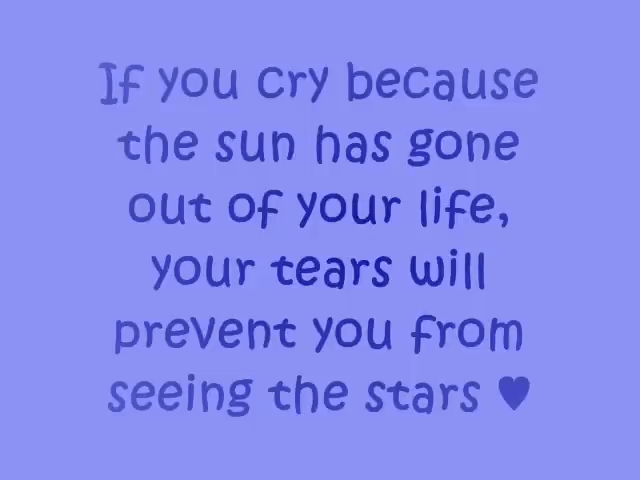 If you cry because
the sun has gone
out of your life,
your tears will
prevent you from
seeing the stars ♥